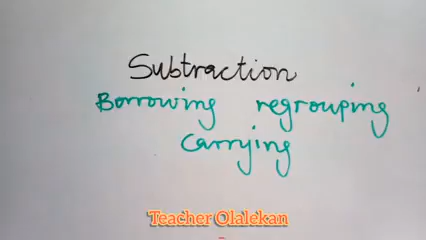 Subtraction
Borrowing regrouping
Carrying
Teacher Olalekan